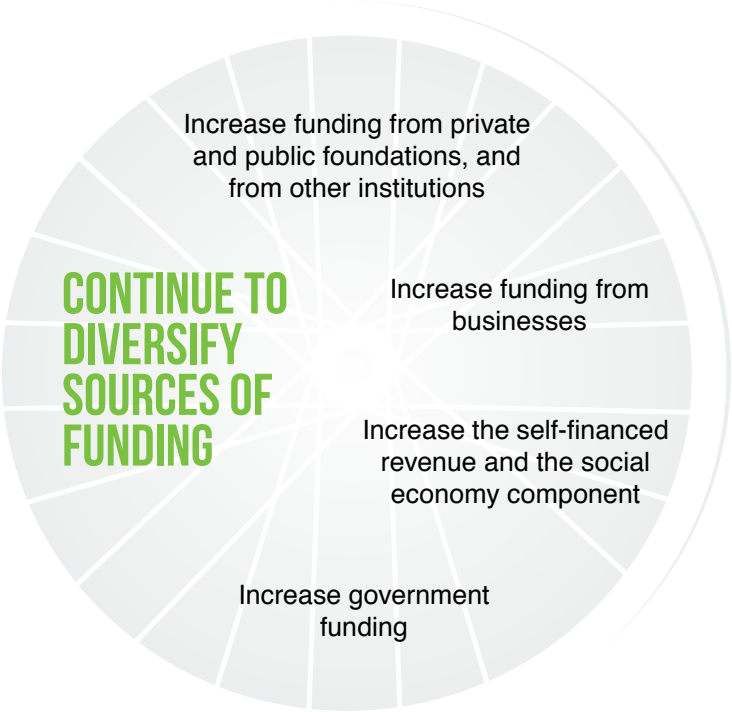 Increase funding from private
and public foundations, and
from other institutions
CONTINUE TO
DIVERSIFY
SOURCES OF
FUNDING
Increase funding from
businesses
Increase the self-financed
revenue and the social
economy component
Increase government
funding